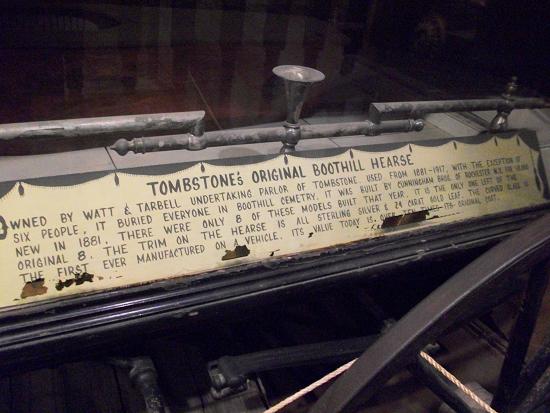 TOMBSTONE'S ORIGINAL BOOTHILL HEARSE
OWNED BY WATT & TARBELL UNDERTAKING PARLOR OF TOMBSTONE USED FROM 1881-1917, WITH THE EXCEPTION OF
SIX PEOPLE, IT BURIED EVERYONE IN BOOTHILL CEMETRY. IT WAS BUILT BY CUNNINGHAM BROS. OF ROCHESTER N.Y. FOR
NEW IN 1881, THERE WERE ONLY 8 OF THESE MODELS BUILT THAT YEAR IT IS THE ONLY ONE LEFT OF THE
ORIGINAL 8. THE TRIM ON THE HEARSE IS ALL STERLING SILVER & 24 CARAT GOLD LEAF. THE CURVED GLASS IS
THE FIRST EVER MANUFACTURED ON A VEHICLE. ITS VALUE TODAY IS OVER ORIGINAL COST.